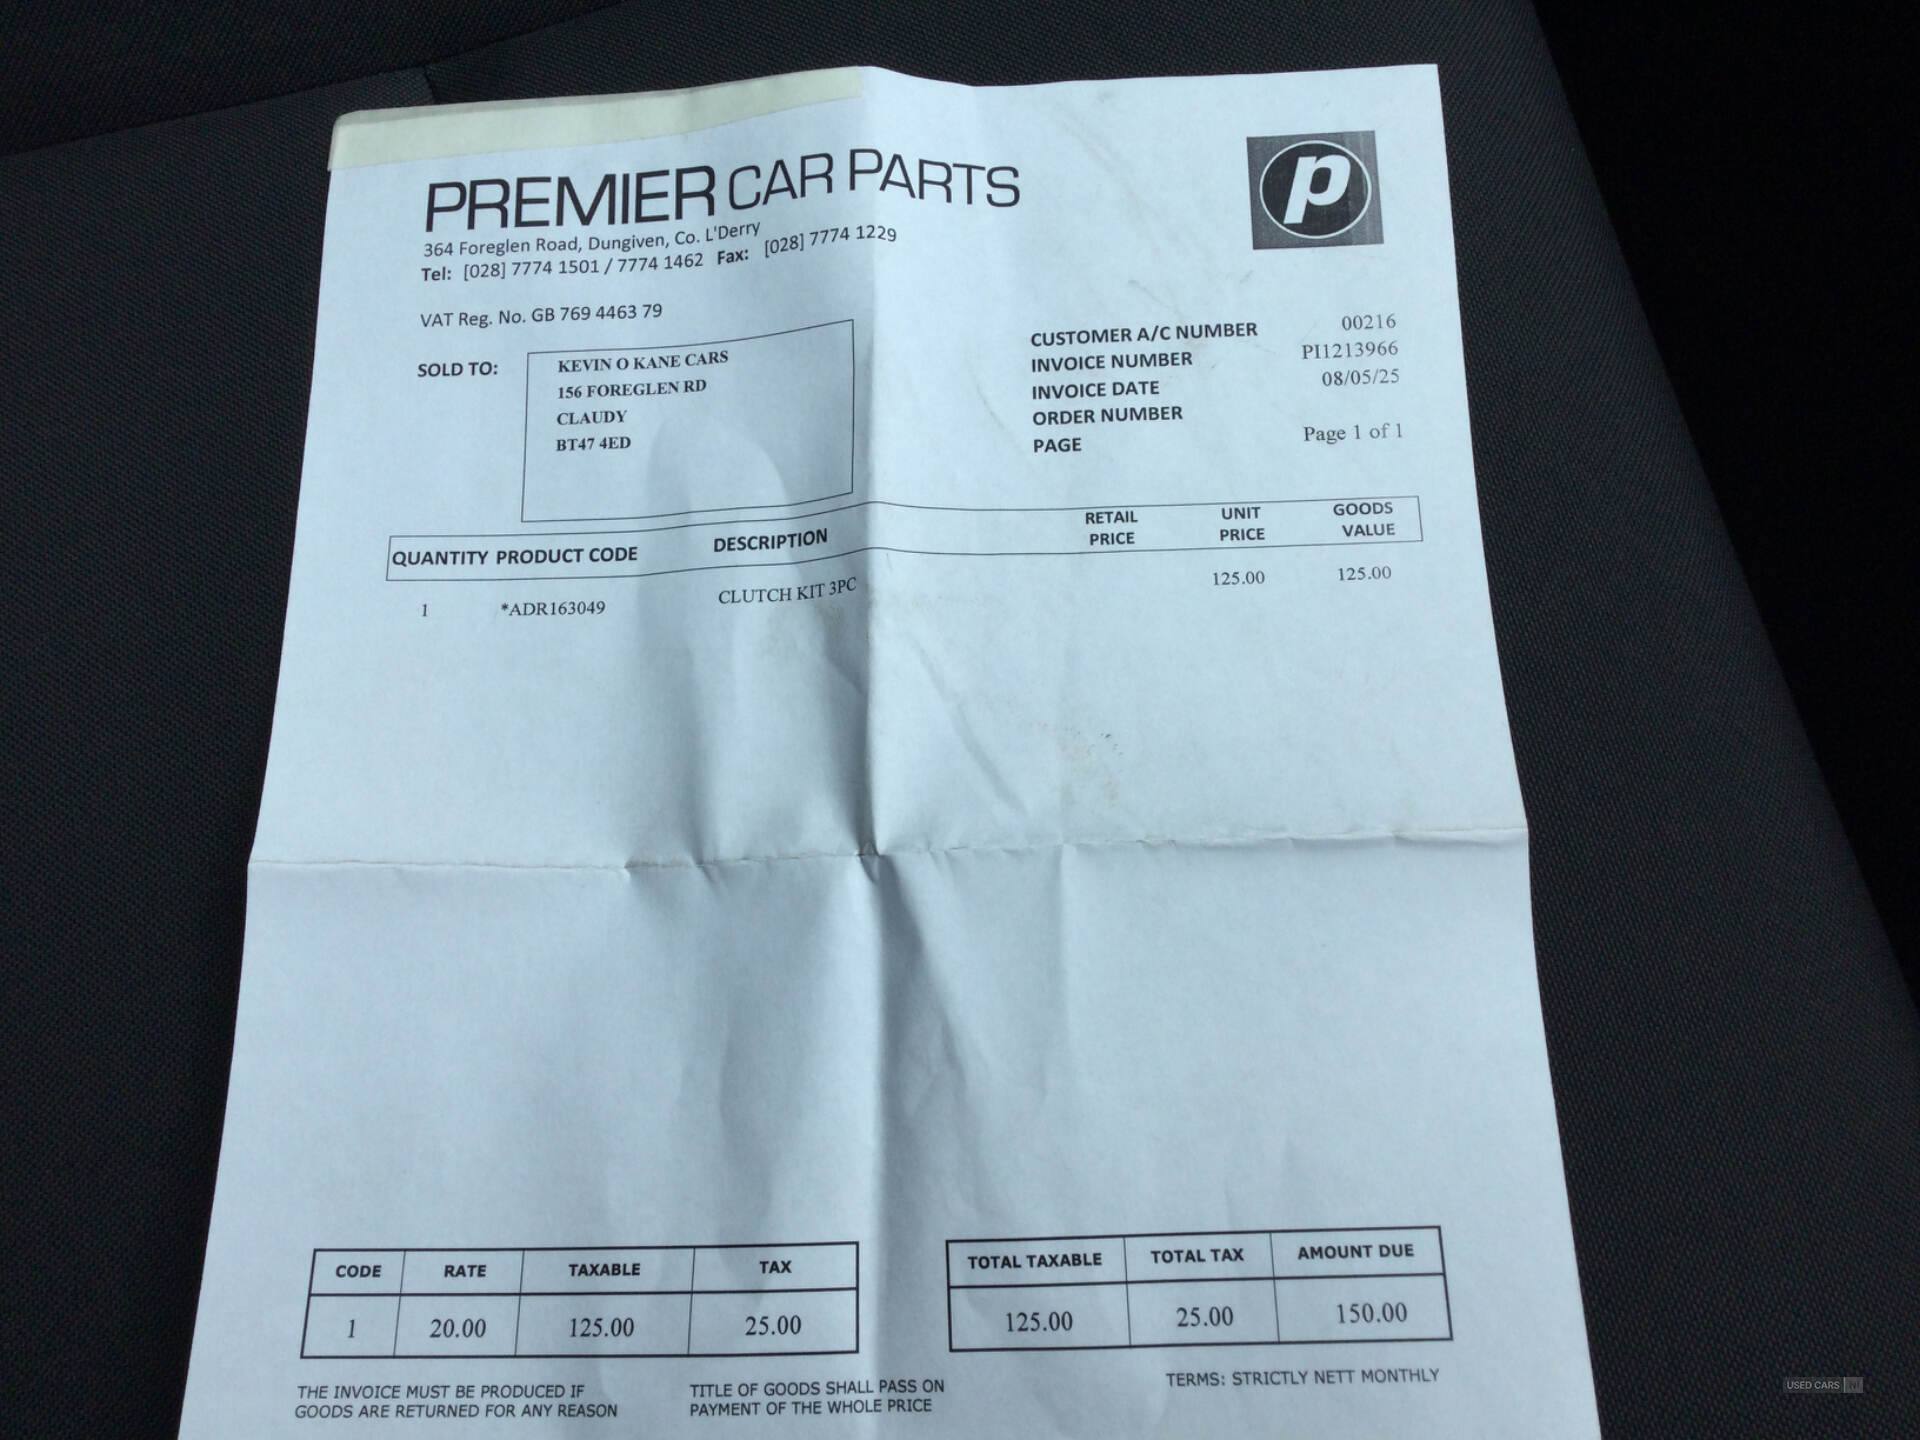 PREMIER CAR PARTS
p
364 Foreglen Road, Dungiven, Co. L'Derry
Tel: [028] 7774 1501 / 7774 1462 Fax: [028] 7774 1229
VAT Reg. No. GB 769 4463 79
SOLD TO:
KEVIN O KANE CARS
156 FOREGLEN RD
CLAUDY
BT47 4ED
CUSTOMER A/C NUMBER 00216
INVOICE NUMBER PI1213966
INVOICE DATE 08/05/25
ORDER NUMBER
PAGE Page 1 of 1
QUANTITY PRODUCT CODE DESCRIPTION RETAIL PRICE UNIT PRICE GOODS VALUE
1 *ADR163049 CLUTCH KIT 3PC 125.00 125.00
CODE RATE TAXABLE TAX
1 20.00 125.00 25.00
TOTAL TAXABLE TOTAL TAX AMOUNT DUE
125.00 25.00 150.00
THE INVOICE MUST BE PRODUCED IF
GOODS ARE RETURNED FOR ANY REASON
TITLE OF GOODS SHALL PASS ON
PAYMENT OF THE WHOLE PRICE
TERMS: STRICTLY NETT MONTHLY
USED CARS NI